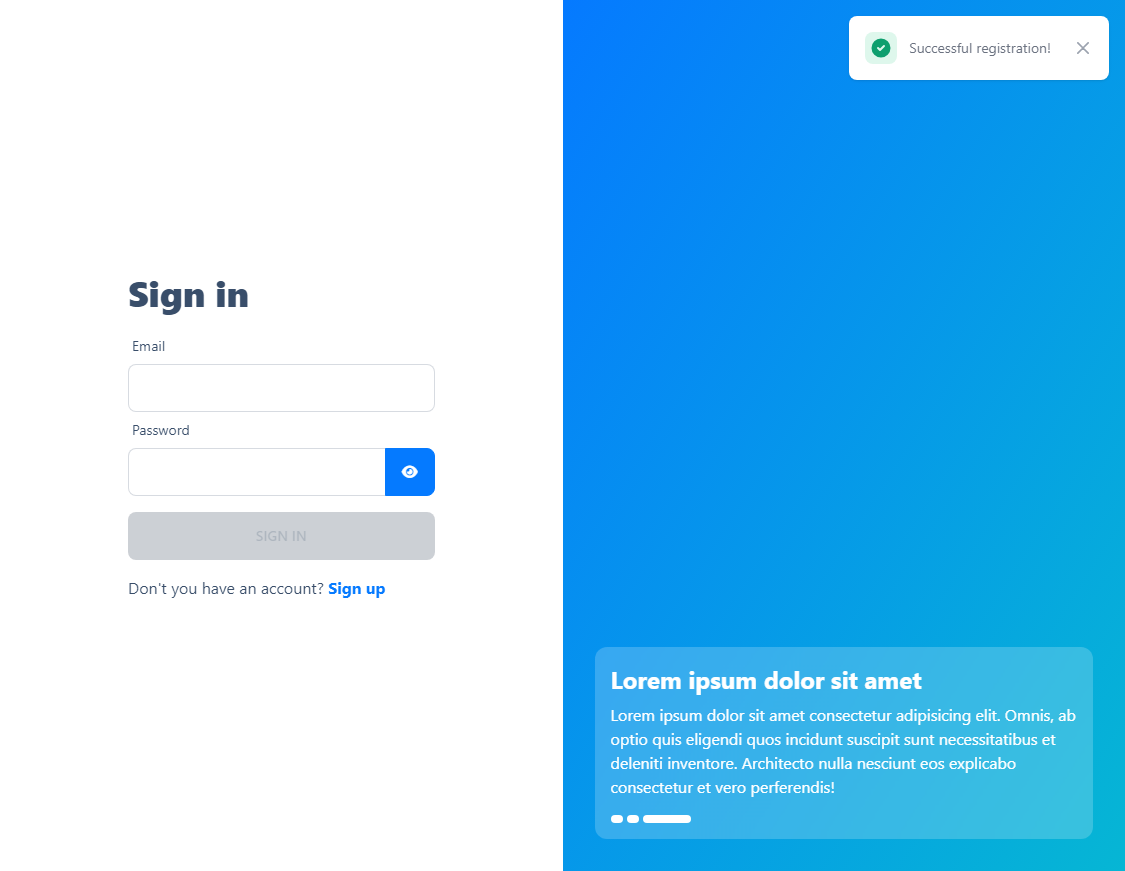 Successful registration!
Sign in
Email
Password
SIGN IN
Don't you have an account? Sign up
Lorem ipsum dolor sit amet
Lorem ipsum dolor sit amet consectetur adipisicing elit. Omnis, ab
optio quis eligendi quos incidunt suscipit sunt necessitatibus et
deleniti inventore. Architecto nulla nesciunt eos explicabo
consectetur et vero perferendis!